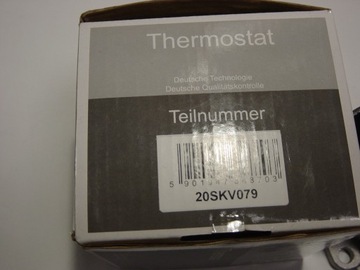 Thermostat
Deutsche Technologie
Deutsche Qualitätskontrolle
Teilnummer
20SKV079